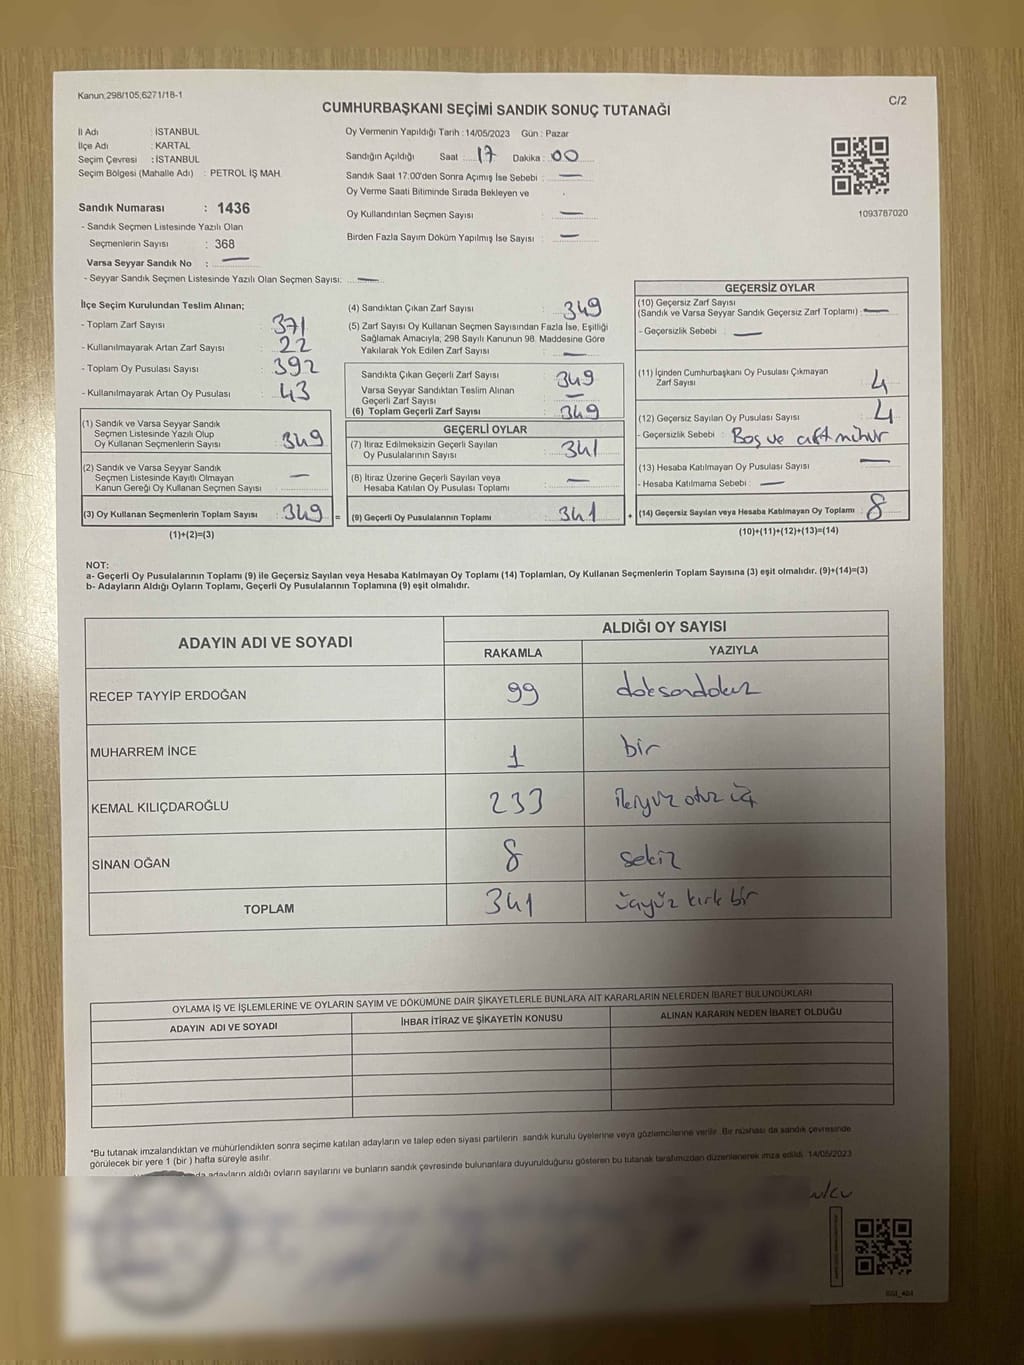 Kanun,298/105,6271/18-1
C/2
CUMHURBAŞKANI SEÇİMİ SANDIK SONUÇ TUTANAĞI
İl Adı : İSTANBUL
İlçe Adı : KARTAL
Seçim Çevresi : İSTANBUL
Seçim Bölgesi (Mahalle Adı) : PETROL İŞ MAH.
Sandık Numarası : 1436
- Sandık Seçmen Listesinde Yazılı Olan
Seçmenlerin Sayısı : 368
Varsa Seyyar Sandık No : —
- Seyyar Sandık Seçmen Listesinde Yazılı Olan Seçmen Sayısı: —
Oy Vermenin Yapıldığı Tarih : 14/05/2023 Gün : Pazar
Sandığın Açıldığı Saat : 17 Dakika : 00
Sandık Saat 17:00'den Sonra Açımış İse Sebebi : —
Oy Verme Saati Bitiminde Sırada Bekleyen ve
Oy Kullandırılan Seçmen Sayısı : —
Birden Fazla Sayım Döküm Yapılmış İse Sayısı : —
1093787020
İlçe Seçim Kurulundan Teslim Alınan;
- Toplam Zarf Sayısı : 371
- Kullanılmayarak Artan Zarf Sayısı : 22
- Toplam Oy Pusulası Sayısı : 392
- Kullanılmayarak Artan Oy Pusulası : 43
(1) Sandık ve Varsa Seyyar Sandık
Seçmen Listesinde Yazılı Olup
Oy Kullanan Seçmenlerin Sayısı : 349
(2) Sandık ve Varsa Seyyar Sandık
Seçmen Listesinde Kayıtlı Olmayan
Kanun Gereği Oy Kullanan Seçmen Sayısı : —
(3) Oy Kullanan Seçmenlerin Toplam Sayısı : 349 =
(1)+(2)=(3)
(4) Sandıktan Çıkan Zarf Sayısı : 349
(5) Zarf Sayısı Oy Kullanan Seçmen Sayısından Fazla İse, Eşitliği
Sağlamak Amacıyla; 298 Sayılı Kanunun 98. Maddesine Göre
Yakılarak Yok Edilen Zarf Sayısı : —
Sandıkta Çıkan Geçerli Zarf Sayısı : 349
Varsa Seyyar Sandıktan Teslim Alınan
Geçerli Zarf Sayısı : —
(6) Toplam Geçerli Zarf Sayısı : 349
GEÇERLİ OYLAR
(7) İtiraz Edilmeksizin Geçerli Sayılan
Oy Pusulalarının Sayısı : 341
(8) İtiraz Üzerine Geçerli Sayılan veya
Hesaba Katılan Oy Pusulası Toplamı : —
(9) Geçerli Oy Pusulalarının Toplamı : 341 +
GEÇERSİZ OYLAR
(10) Geçersiz Zarf Sayısı
(Sandık ve Varsa Seyyar Sandık Geçersiz Zarf Toplamı) : —
- Geçersizlik Sebebi : —
(11) İçinden Cumhurbaşkanı Oy Pusulası Çıkmayan
Zarf Sayısı : 4
(12) Geçersiz Sayılan Oy Pusulası Sayısı : 4
- Geçersizlik Sebebi : Boş ve çift mühür
(13) Hesaba Katılmayan Oy Pusulası Sayısı : —
- Hesaba Katılmama Sebebi : —
(14) Geçersiz Sayılan veya Hesaba Katılmayan Oy Toplamı : 8
(10)+(11)+(12)+(13)=(14)
NOT:
a- Geçerli Oy Pusulalarının Toplamı (9) ile Geçersiz Sayılan veya Hesaba Katılmayan Oy Toplamı (14) Toplamları, Oy Kullanan Seçmenlerin Toplam Sayısına (3) eşit olmalıdır. (9)+(14)=(3)
b- Adayların Aldığı Oyların Toplamı, Geçerli Oy Pusulalarının Toplamına (9) eşit olmalıdır.
ADAYIN ADI VE SOYADI
ALDIĞI OY SAYISI
RAKAMLA YAZIYLA
RECEP TAYYİP ERDOĞAN 99 doksandokuz
MUHARREM İNCE 1 bir
KEMAL KILIÇDAROĞLU 233 ikiyüz otuz üç
SİNAN OĞAN 8 sekiz
TOPLAM 341 üçyüz kırk bir
OYLAMA İŞ VE İŞLEMLERİNE VE OYLARIN SAYIM VE DÖKÜMÜNE DAİR ŞİKAYETLERLE BUNLARA AİT KARARLARIN NELERDEN İBARET BULUNDUKLARI
ADAYIN ADI VE SOYADI İHBAR İTİRAZ VE ŞİKAYETİN KONUSU ALINAN KARARIN NEDEN İBARET OLDUĞU
*Bu tutanak imzalandıktan ve mühürlendikten sonra seçime katılan adayların ve talep eden siyasi partilerin sandık kurulu üyelerine veya gözlemcilerine verilir. Bir nüshası da sandık çevresinde
görülecek bir yere 1 (bir ) hafta süreyle asılır.
adayların aldığı oyların sayılarını ve bunların sandık çevresinde bulunanlara duyurulduğunu gösteren bu tutanak tarafımızdan düzenlenerek imza edildi. 14/05/2023